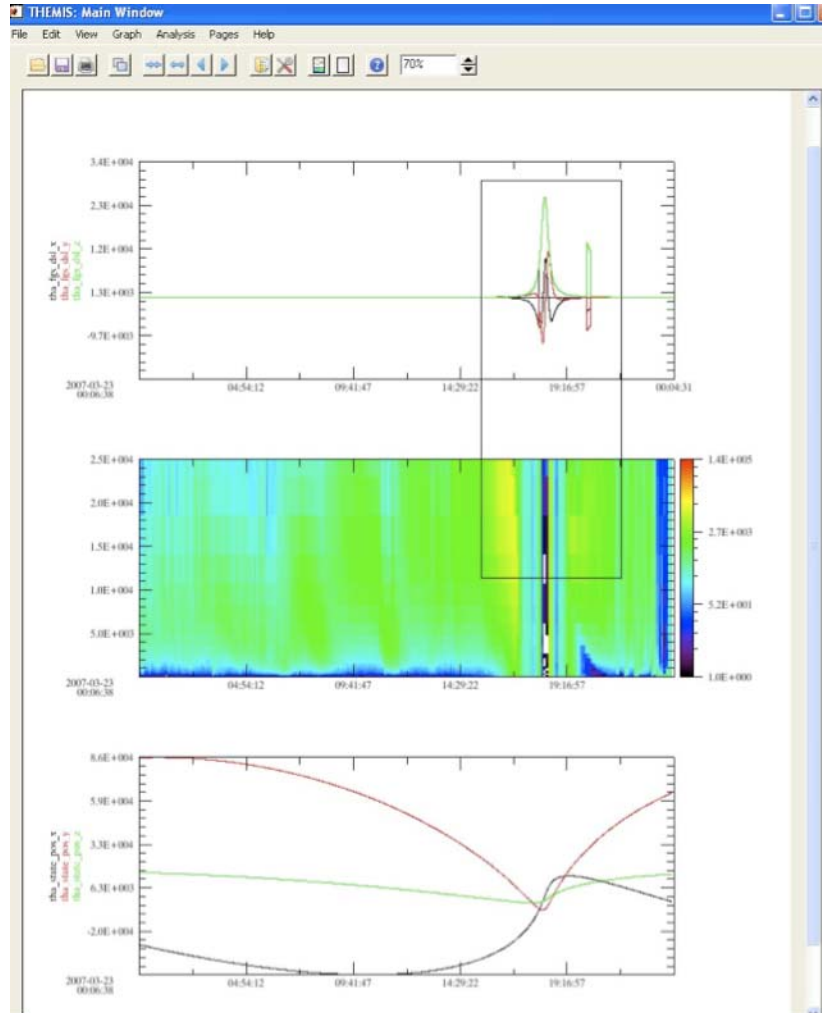 THEMIS: Main Window
File Edit View Graph Analysis Pages Help
70%
3.4E+004
2.3E+004
1.2E+004
1.3E+003
-9.7E+003
tha_fgs_dsl_x
tha_fgs_dsl_y
tha_fgs_dsl_z
2007-03-23
00:06:38
04:54:12 09:41:47 14:29:22 19:16:57 00:04:31
2.5E+004
2.0E+004
1.5E+004
1.0E+004
5.0E+003
1.4E+005
2.7E+003
5.2E+001
1.0E+000
2007-03-23
00:06:38
04:54:12 09:41:47 14:29:22 19:16:57
8.6E+004
5.9E+004
3.3E+004
6.3E+003
-2.0E+004
tha_state_pos_x
tha_state_pos_y
tha_state_pos_z
2007-03-23
00:06:38
04:54:12 09:41:47 14:29:22 19:16:57